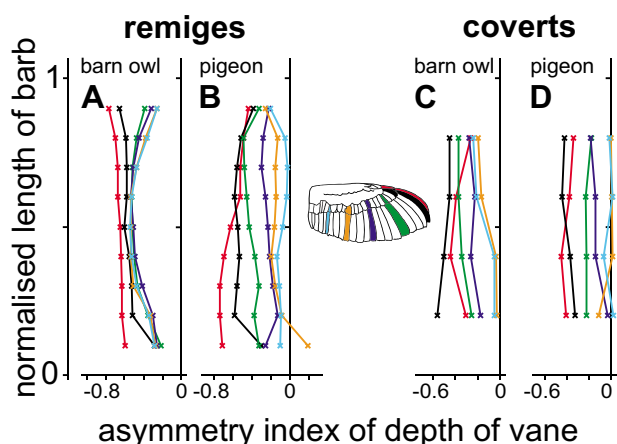 remiges coverts
barn owl pigeon barn owl pigeon
A B C D
1
normalised length of barb
0
-0.8 0 -0.8 0 -0.6 0 -0.6 0
asymmetry index of depth of vane